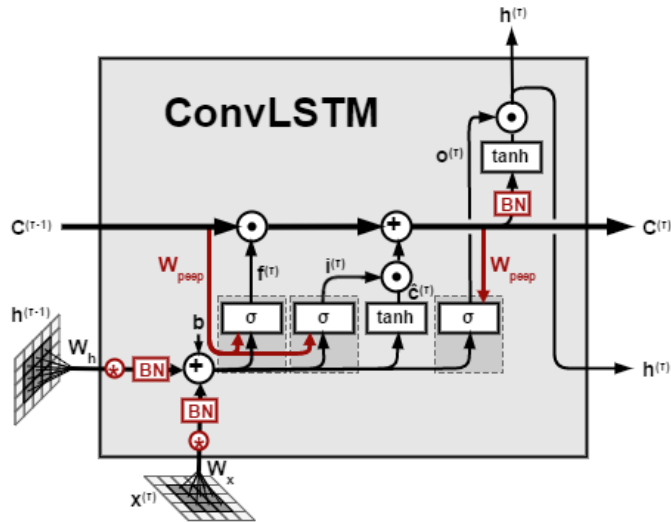 h(τ)
ConvLSTM
o(τ)
tanh
BN
C(τ-1)
C(τ)
Wpeep
f(τ)
i(τ)
ĉ(τ)
Wpeep
h(τ-1)
b
σ
σ
tanh
σ
Wh
BN
h(τ)
BN
Wx
X(τ)